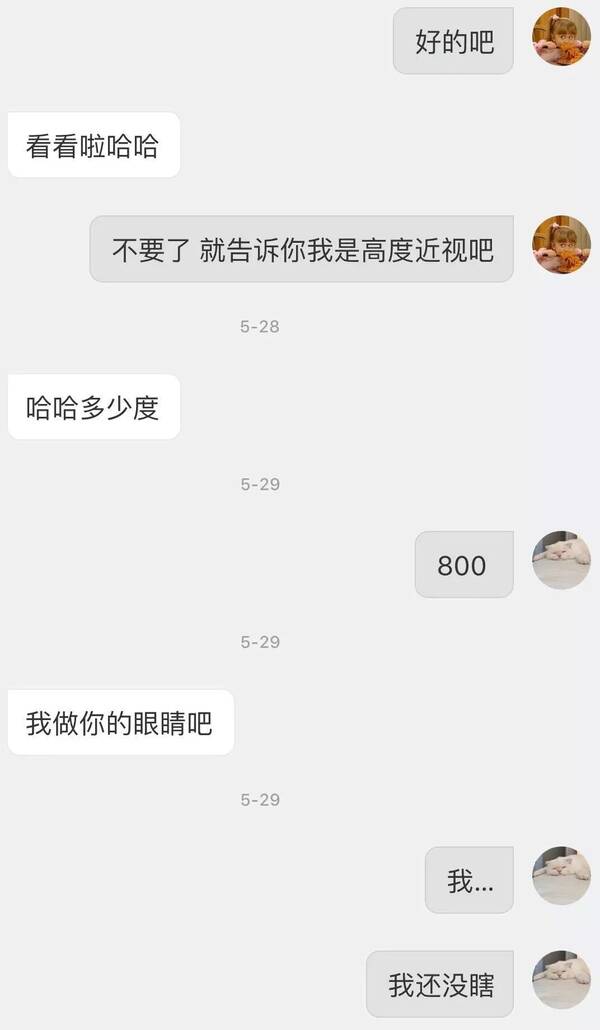 好的吧
看看啦哈哈
不要了 就告诉你我是高度近视吧
5-28
哈哈多少度
5-29
800
5-29
我做你的眼睛吧
5-29
我...
我还没瞎